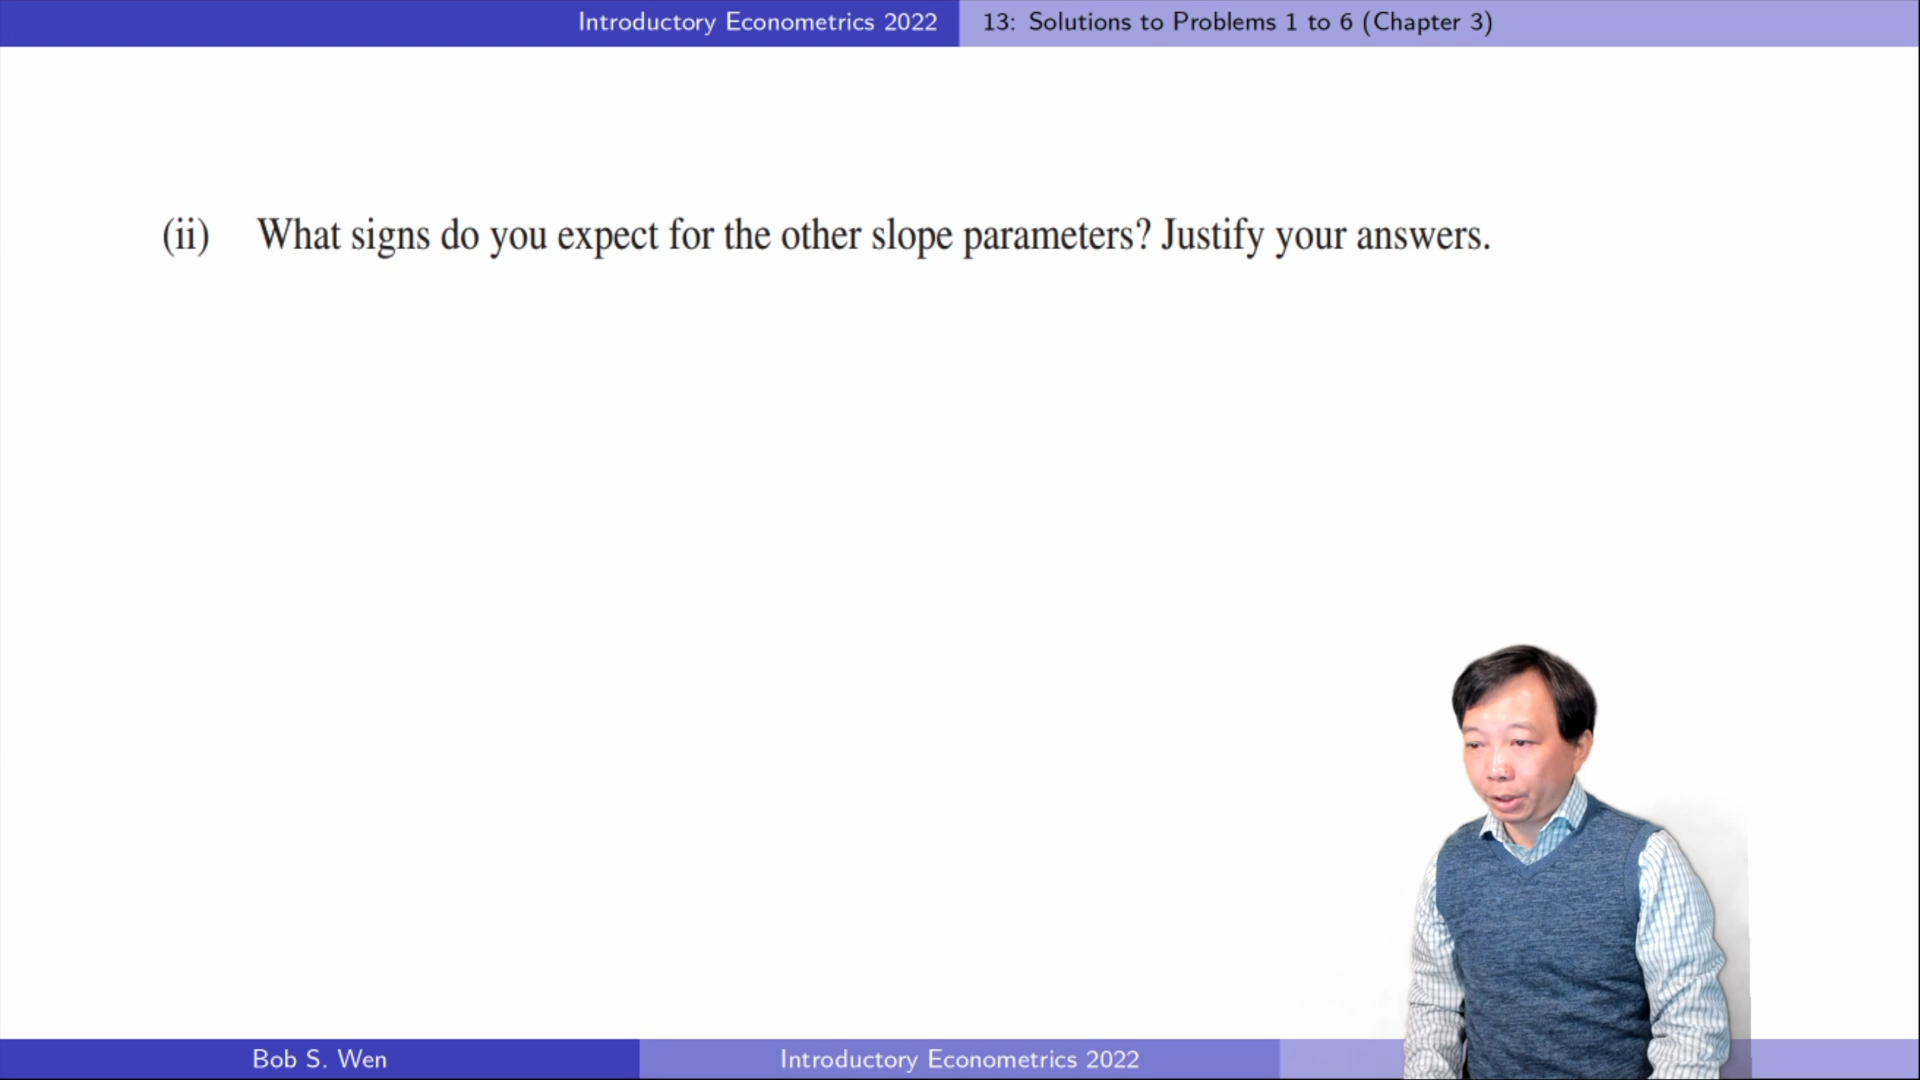 Introductory Econometrics 2022
13: Solutions to Problems 1 to 6 (Chapter 3)
(ii) What signs do you expect for the other slope parameters? Justify your answers.
Bob S. Wen
Introductory Econometrics 2022